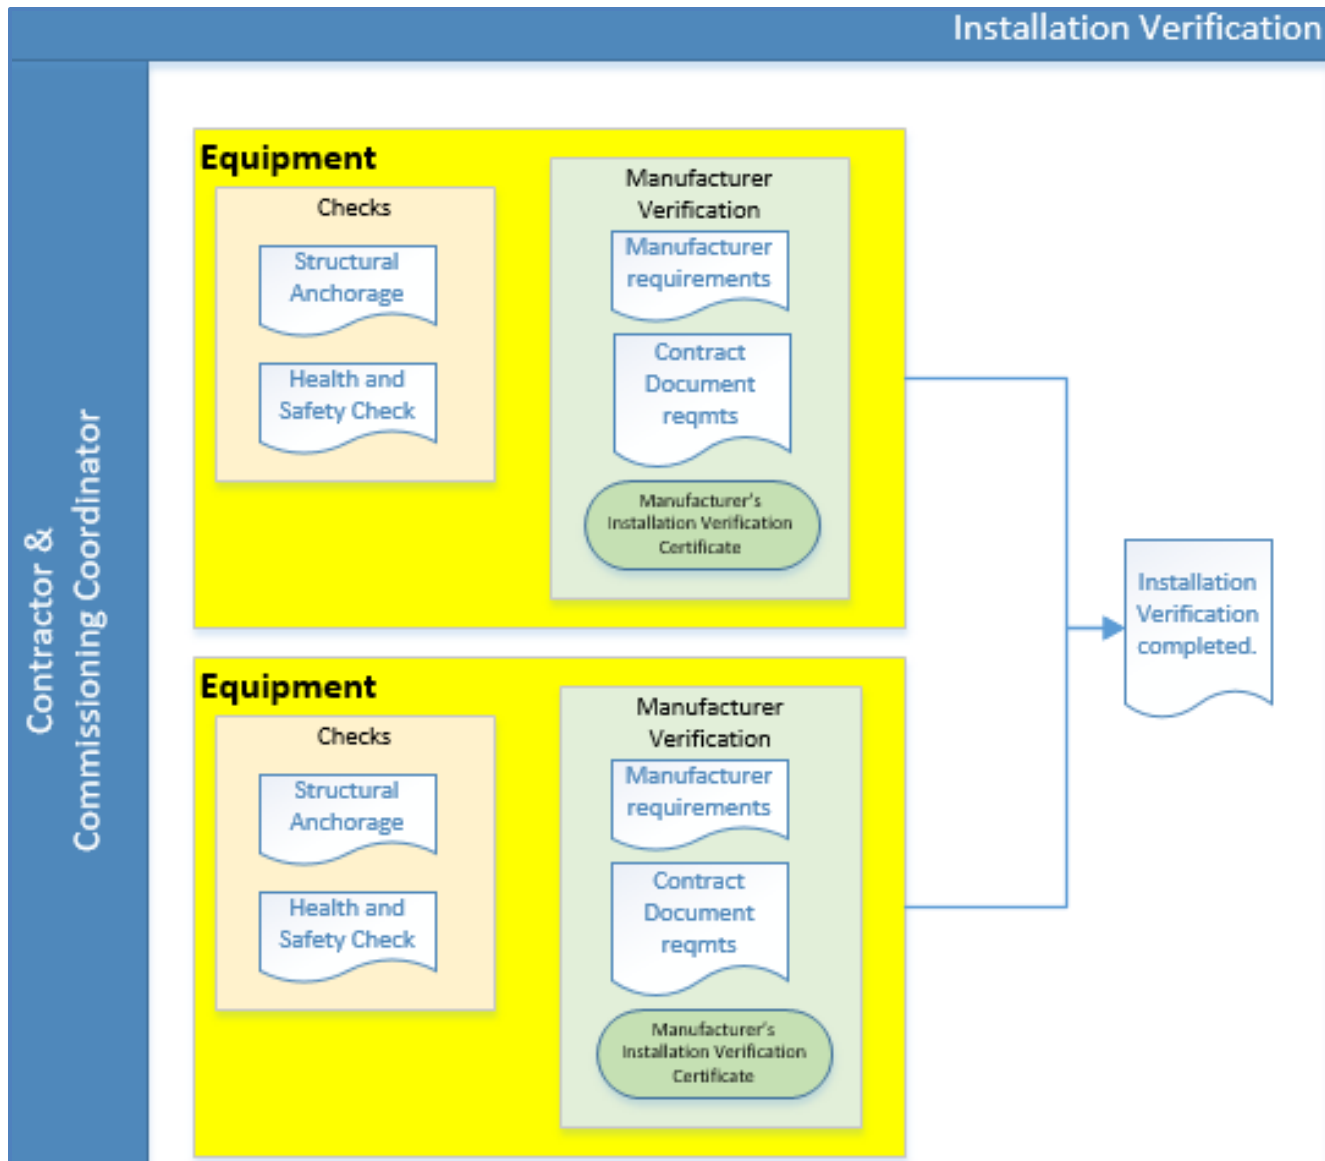 Installation Verification
Contractor &
Commissioning Coordinator
Equipment
Checks
Structural
Anchorage
Health and
Safety Check
Manufacturer
Verification
Manufacturer
requirements
Contract
Document
reqmts
Manufacturer's
Installation Verification
Certificate
Equipment
Checks
Structural
Anchorage
Health and
Safety Check
Manufacturer
Verification
Manufacturer
requirements
Contract
Document
reqmts
Manufacturer's
Installation Verification
Certificate
Installation
Verification
completed.